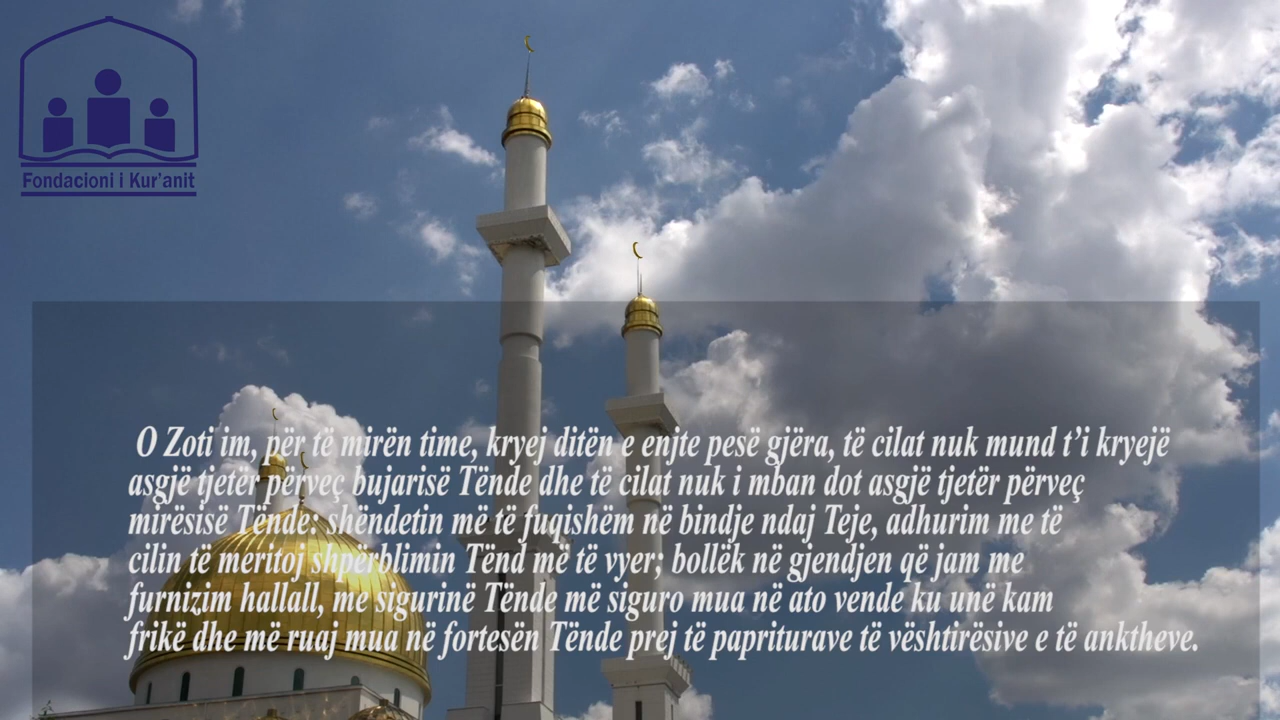 Fondacioni i Kur'anit
O Zoti im, për të mirën time, kryej ditën e enjte pesë gjëra, të cilat nuk mund t'i kryejë
asgjë tjetër përveç bujarisë Tënde dhe të cilat nuk i mban dot asgjë tjetër përveç
mirësisë Tënde: shëndetin më të fuqishëm në bindje ndaj Teje, adhurim me të
cilin të meritoj shpërblimin Tënd më të vyer; bollëk në gjendjen që jam me
furnizim hallall, me sigurinë Tënde më siguro mua në ato vende ku unë kam
frikë dhe më ruaj mua në fortesën Tënde prej të papriturave të vështirësive e të anktheve.